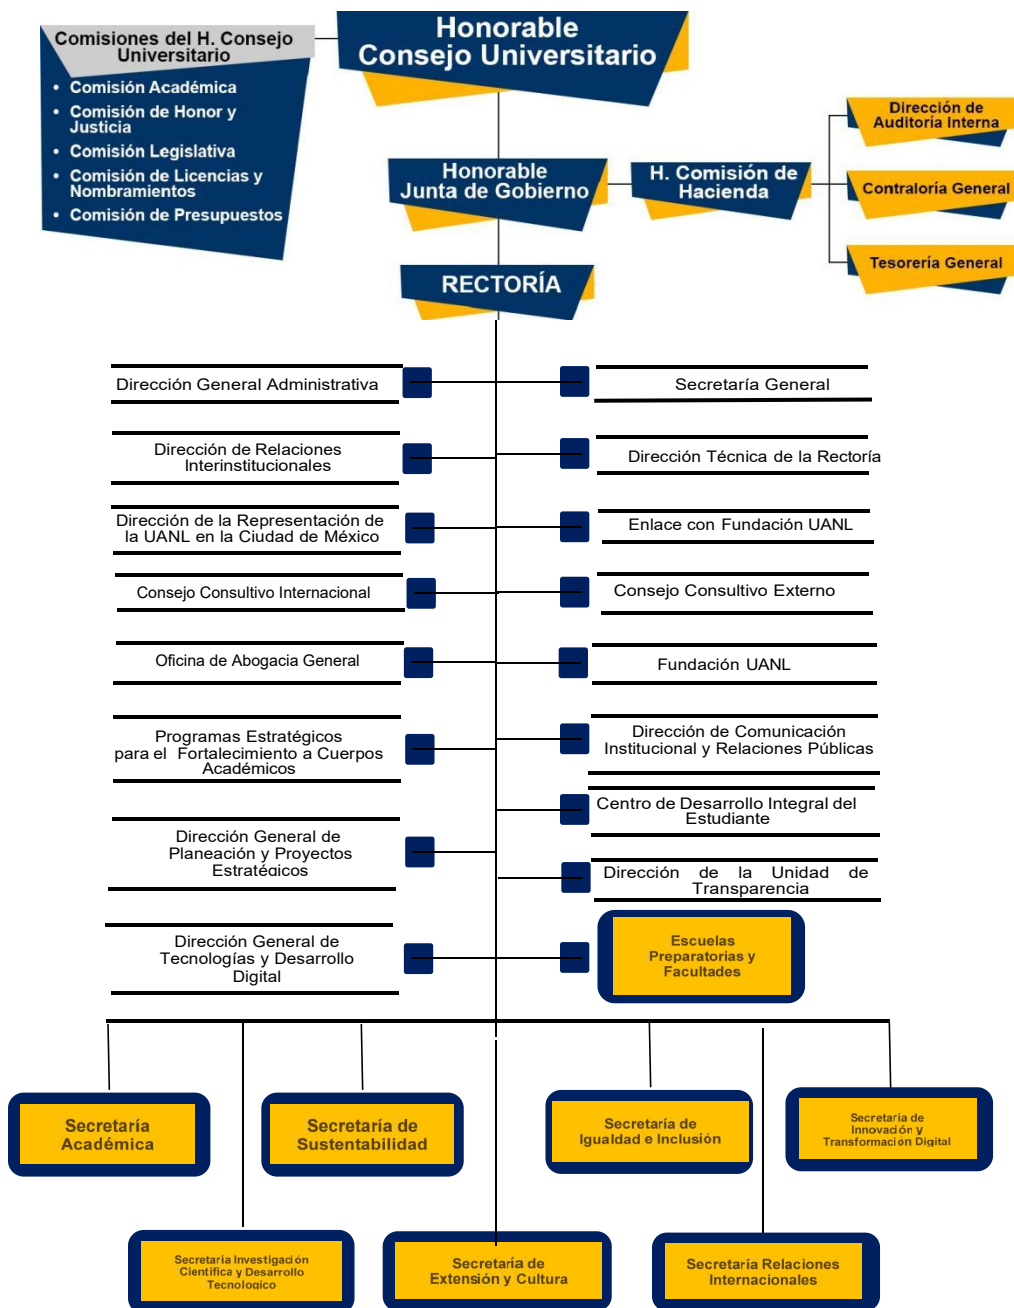 Honorable
Consejo Universitario
Comisiones del H. Consejo
Universitario
• Comisión Académica
• Comisión de Honor y
Justicia
• Comisión Legislativa
• Comisión de Licencias y
Nombramientos
• Comisión de Presupuestos
Honorable
Junta de Gobierno
H. Comisión de
Hacienda
Dirección de
Auditoría Interna
Contraloría General
Tesorería General
RECTORÍA
Dirección General Administrativa
Secretaría General
Dirección de Relaciones
Interinstitucionales
Dirección Técnica de la Rectoría
Dirección de la Representación de
la UANL en la Ciudad de México
Enlace con Fundación UANL
Consejo Consultivo Internacional
Consejo Consultivo Externo
Oficina de Abogacia General
Fundación UANL
Programas Estratégicos
para el Fortalecimiento a Cuerpos
Académicos
Dirección de Comunicación
Institucional y Relaciones Públicas
Centro de Desarrollo Integral del
Estudiante
Dirección General de
Planeación y Proyectos
Estratégicos
Dirección de la Unidad de
Transparencia
Dirección General de
Tecnologías y Desarrollo
Digital
Escuelas
Preparatorias y
Facultades
Secretaría
Académica
Secretaría de
Sustentabilidad
Secretaría de
Igualdad e Inclusión
Secretaría de
Innovación y
Transformación Digital
Secretaría Investigación
Científica y Desarrollo
Tecnologico
Secretaría de
Extensión y Cultura
Secretaría Relaciones
Internacionales